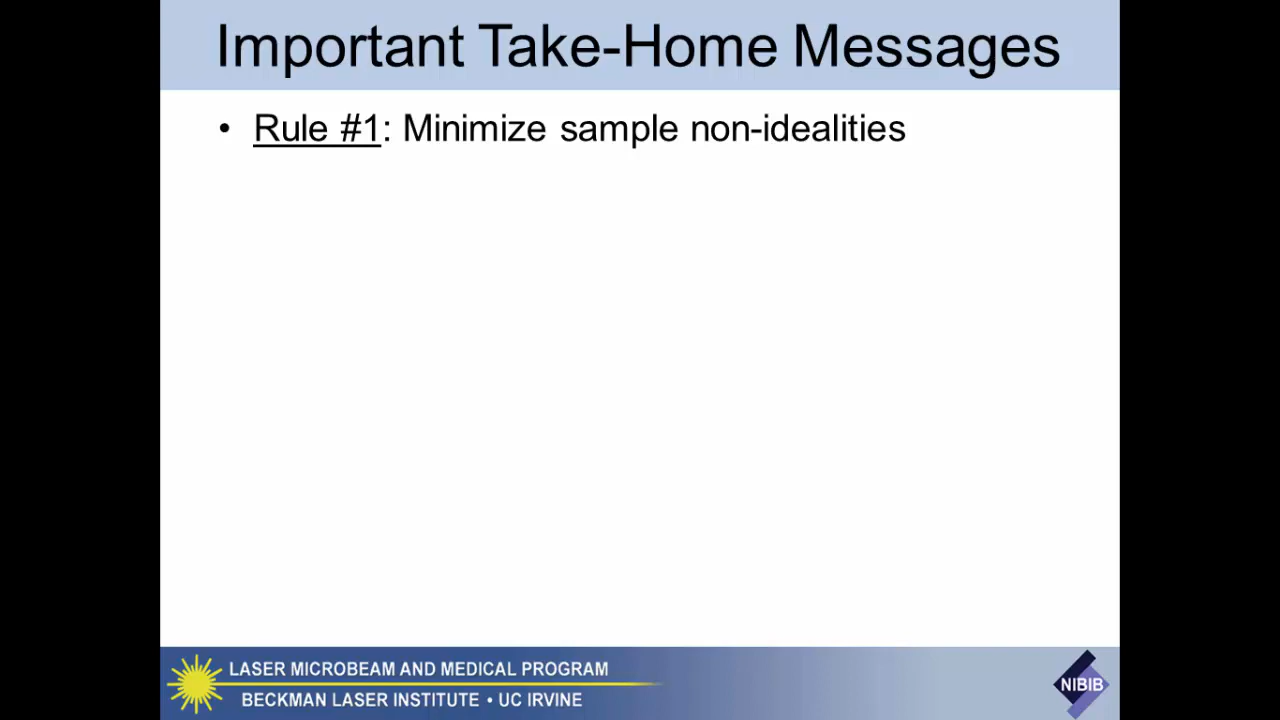 Important Take-Home Messages
• Rule #1: Minimize sample non-idealities
LASER MICROBEAM AND MEDICAL PROGRAM
BECKMAN LASER INSTITUTE • UC IRVINE
NIBIB